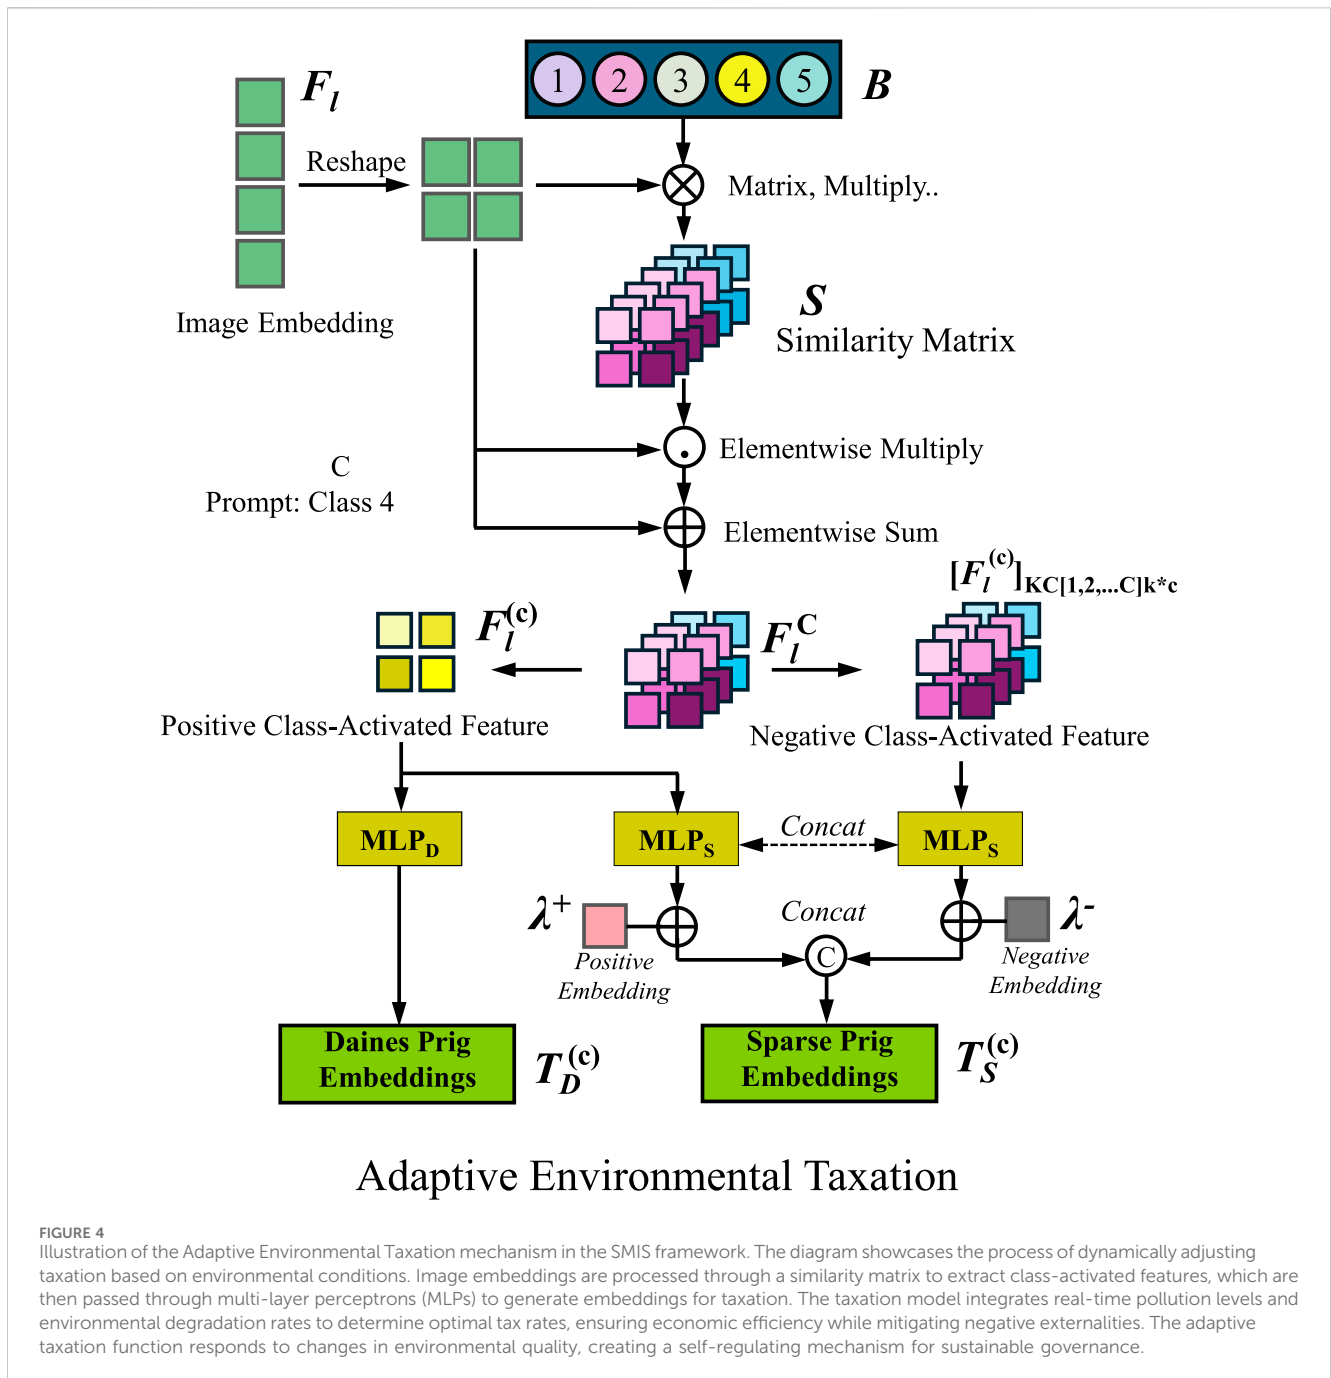 F_l
1 2 3 4 5
B
Reshape
Matrix, Multiply..
Image Embedding
S
Similarity Matrix
Elementwise Multiply
C
Prompt: Class 4
Elementwise Sum
[F_l^(c)]_KC[1,2,...C]k*c
F_l^(c)
F_l^C
Positive Class-Activated Feature
Negative Class-Activated Feature
MLP_D
MLP_S
Concat
MLP_S
λ+
Concat
λ-
C
Positive
Embedding
Negative
Embedding
Daines Prig
Embeddings
T_D^(c)
Sparse Prig
Embeddings
T_S^(c)
Adaptive Environmental Taxation
FIGURE 4
Illustration of the Adaptive Environmental Taxation mechanism in the SMIS framework. The diagram showcases the process of dynamically adjusting
taxation based on environmental conditions. Image embeddings are processed through a similarity matrix to extract class-activated features, which are
then passed through multi-layer perceptrons (MLPs) to generate embeddings for taxation. The taxation model integrates real-time pollution levels and
environmental degradation rates to determine optimal tax rates, ensuring economic efficiency while mitigating negative externalities. The adaptive
taxation function responds to changes in environmental quality, creating a self-regulating mechanism for sustainable governance.